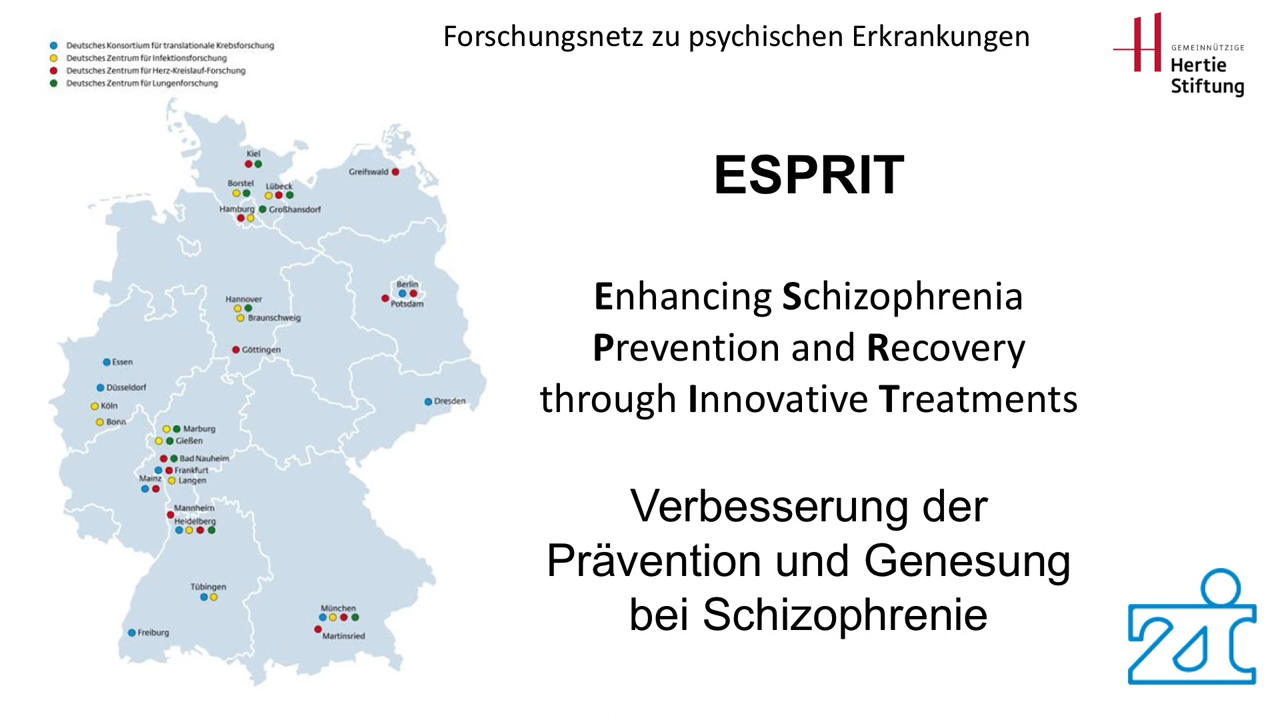 Forschungsnetz zu psychischen Erkrankungen
GEMEINNÜTZIGE
Hertie
Stiftung
Deutsches Konsortium für translationale Krebsforschung
Deutsches Zentrum für Infektionsforschung
Deutsches Zentrum für Herz-Kreislauf-Forschung
Deutsches Zentrum für Lungenforschung
Kiel
Greifswald
Borstel
Lübeck
Hamburg
Großhansdorf
Berlin
Potsdam
Hannover
Braunschweig
Göttingen
Essen
Düsseldorf
Köln
Bonn
Dresden
Marburg
Gießen
Bad Nauheim
Frankfurt
Mainz
Langen
Mannheim
Heidelberg
Tübingen
München
Martinsried
Freiburg
ESPRIT
Enhancing Schizophrenia
Prevention and Recovery
through Innovative Treatments
Verbesserung der
Prävention und Genesung
bei Schizophrenie